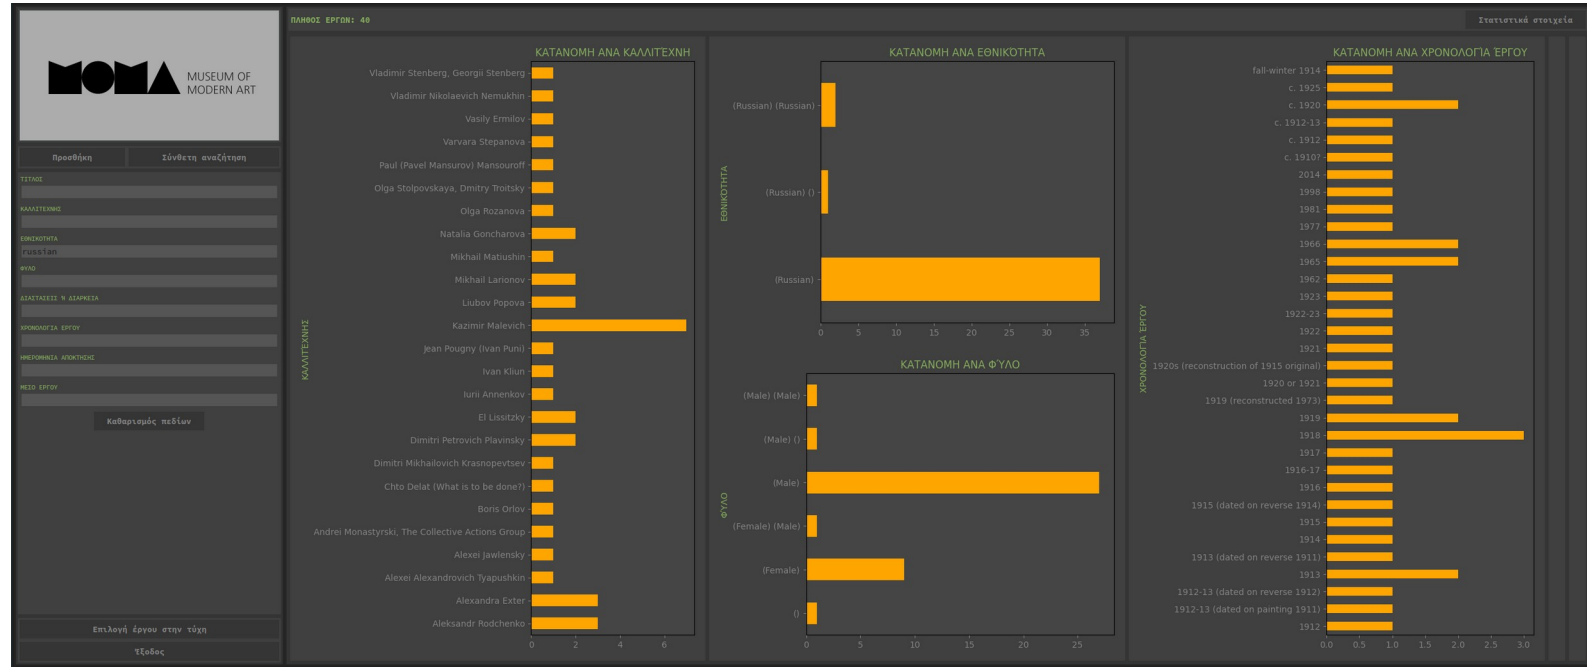 MOMA
MUSEUM OF
MODERN ART
Προσθήκη
Σύνθετη αναζήτηση
ΤΙΤΛΟΣ
ΚΑΛΛΙΤΕΧΝΗΣ
ΕΘΝΙΚΟΤΗΤΑ
russian
ΦΥΛΟ
ΔΙΑΣΤΑΣΕΙΣ Ή ΔΙΑΡΚΕΙΑ
ΧΡΟΝΟΛΟΓΙΑ ΕΡΓΟΥ
ΗΜΕΡΟΜΗΝΙΑ ΑΠΟΚΤΗΣΗΣ
ΜΕΣΟ ΕΡΓΟΥ
Καθαρισμός πεδίων
Επιλογή έργου στην τύχη
Έξοδος
ΠΛΗΘΟΣ ΕΡΓΩΝ: 40
Στατιστικά στοιχεία
ΚΑΤΑΝΟΜΗ ΑΝΑ ΚΑΛΛΙΤΈΧΝΗ
ΚΑΛΛΙΤΈΧΝΗΣ
Vladimir Stenberg, Georgii Stenberg
Vladimir Nikolaevich Nemukhin
Vasily Ermilov
Varvara Stepanova
Paul (Pavel Mansurov) Mansouroff
Olga Stolpovskaya, Dmitry Troitsky
Olga Rozanova
Natalia Goncharova
Mikhail Matiushin
Mikhail Larionov
Liubov Popova
Kazimir Malevich
Jean Pougny (Ivan Puni)
Ivan Kliun
Iurii Annenkov
El Lissitzky
Dimitri Petrovich Plavinsky
Dimitri Mikhailovich Krasnopevtsev
Chto Delat (What is to be done?)
Boris Orlov
Andrei Monastyrski, The Collective Actions Group
Alexei Jawlensky
Alexei Alexandrovich Tyapushkin
Alexandra Exter
Aleksandr Rodchenko
0 2 4 6
ΚΑΤΑΝΟΜΗ ΑΝΑ ΕΘΝΙΚΌΤΗΤΑ
ΕΘΝΙΚΌΤΗΤΑ
(Russian) (Russian)
(Russian) ()
(Russian)
0 5 10 15 20 25 30 35
ΚΑΤΑΝΟΜΗ ΑΝΑ ΦΎΛΟ
ΦΎΛΟ
(Male) (Male)
(Male) ()
(Male)
(Female) (Male)
(Female)
()
0 5 10 15 20 25
ΚΑΤΑΝΟΜΗ ΑΝΑ ΧΡΟΝΟΛΟΓΊΑ ΈΡΓΟΥ
ΧΡΟΝΟΛΟΓΊΑ ΈΡΓΟΥ
fall-winter 1914
c. 1925
c. 1920
c. 1912-13
c. 1912
c. 1910?
2014
1998
1981
1977
1966
1965
1962
1923
1922-23
1922
1921
1920s (reconstruction of 1915 original)
1920 or 1921
1919 (reconstructed 1973)
1919
1918
1917
1916-17
1916
1915 (dated on reverse 1914)
1915
1914
1913 (dated on reverse 1911)
1913
1912-13 (dated on reverse 1912)
1912-13 (dated on painting 1911)
1912
0.0 0.5 1.0 1.5 2.0 2.5 3.0